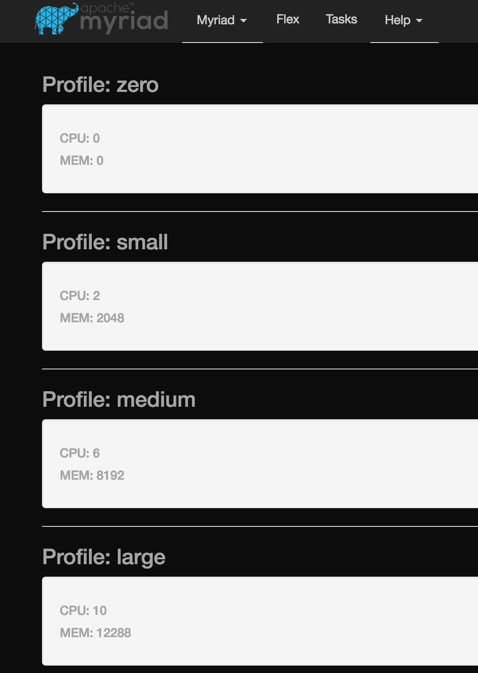 apache™
myriad
Myriad Flex Tasks Help
Profile: zero
CPU: 0
MEM: 0
Profile: small
CPU: 2
MEM: 2048
Profile: medium
CPU: 6
MEM: 8192
Profile: large
CPU: 10
MEM: 12288